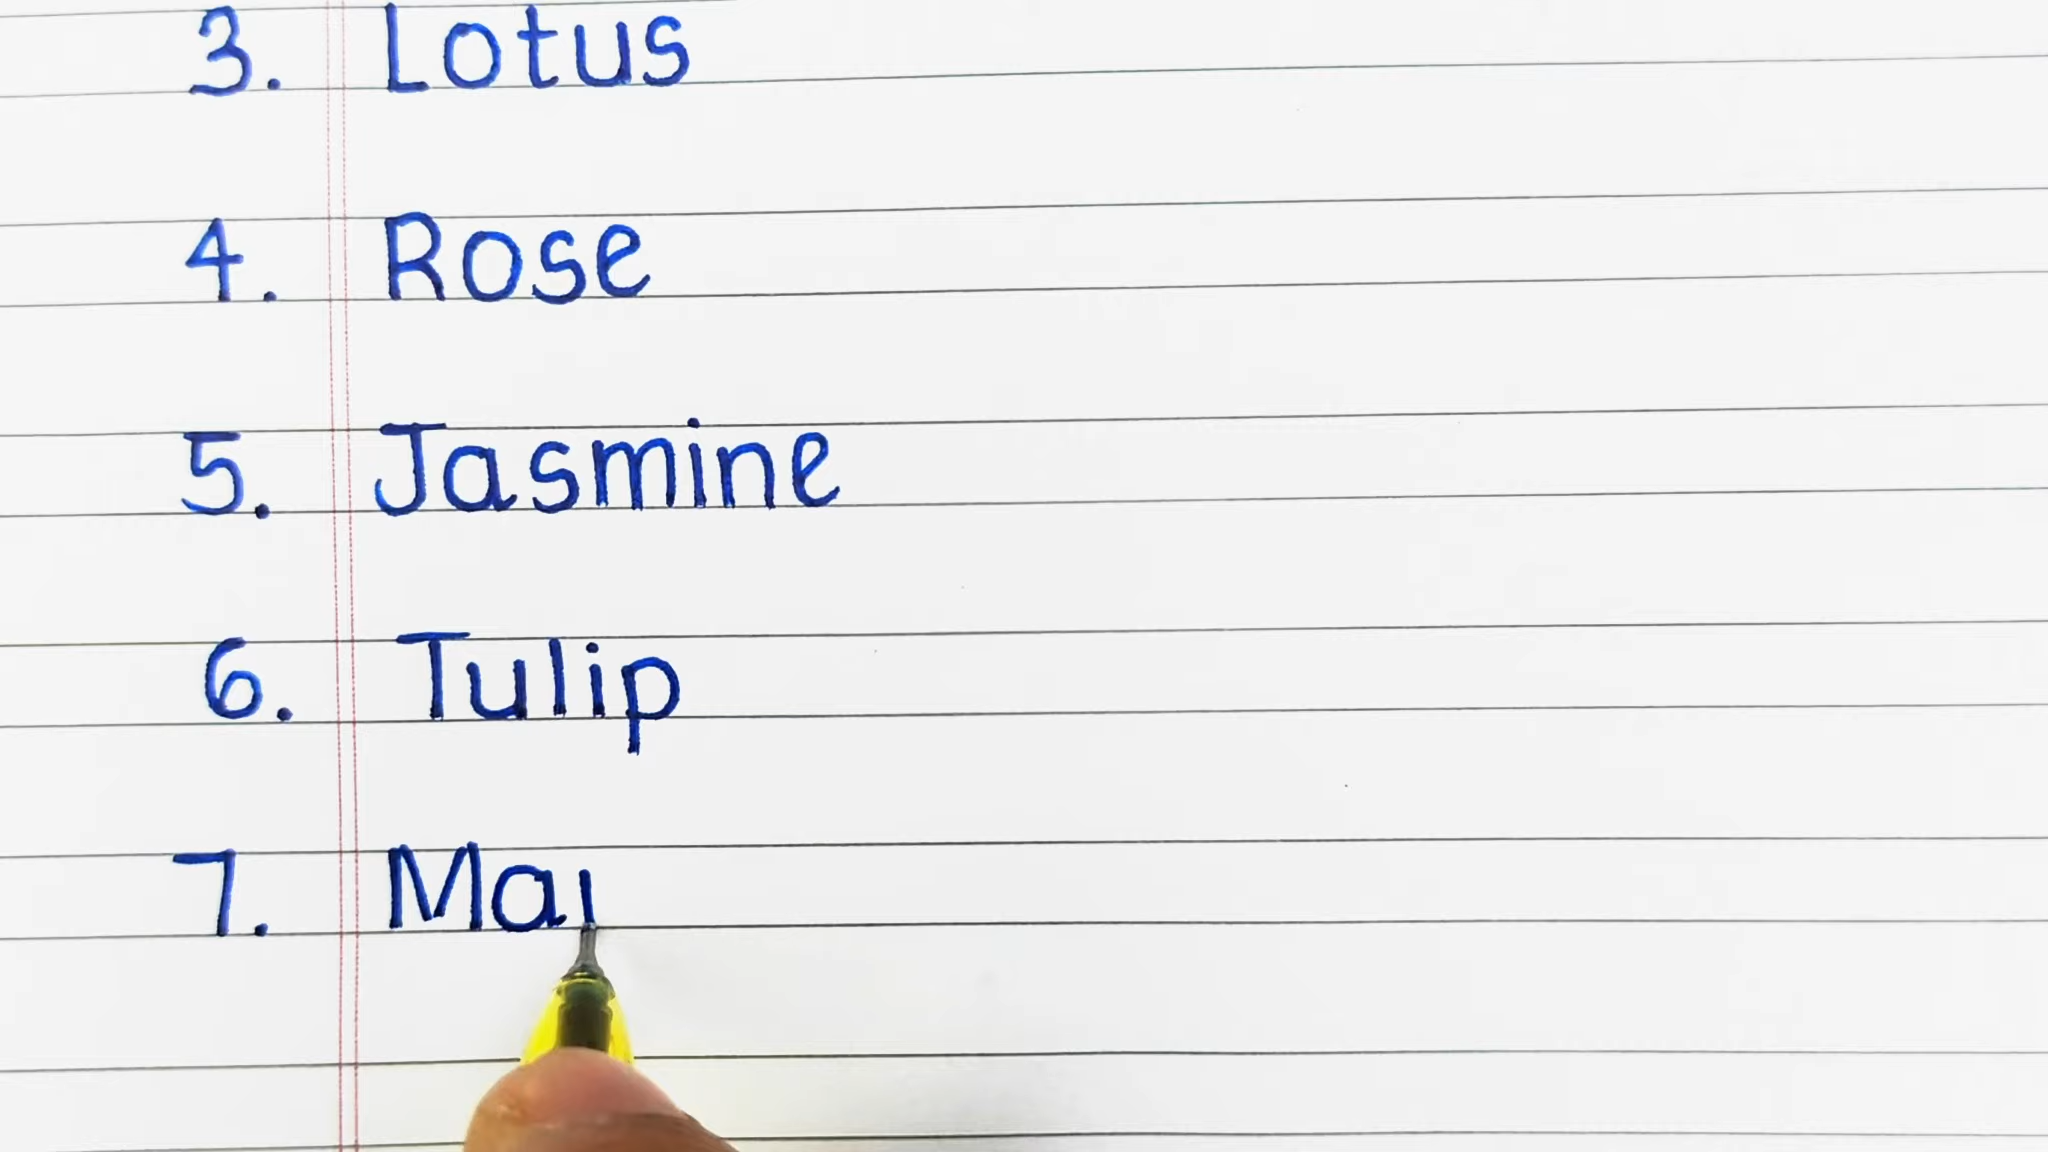 3. Lotus
4. Rose
5. Jasmine
6. Tulip
7. Ma